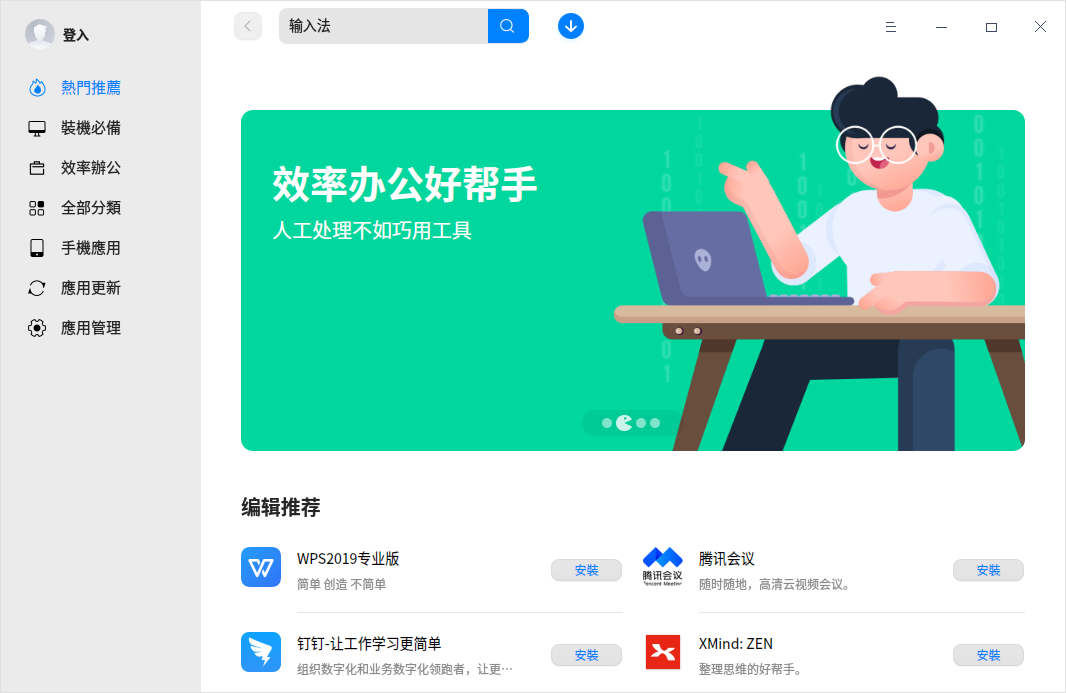 登入
输入法
熱門推薦
裝機必備
效率辦公
全部分類
手機應用
應用更新
應用管理
效率办公好帮手
人工处理不如巧用工具
编辑推荐
WPS2019专业版
简单 创造 不简单
安裝
腾讯会议
Tencent Meeting
腾讯会议
随时随地，高清云视频会议。
安裝
钉钉-让工作学习更简单
组织数字化和业务数字化领跑者，让更…
安裝
XMind: ZEN
整理思维的好帮手。
安裝